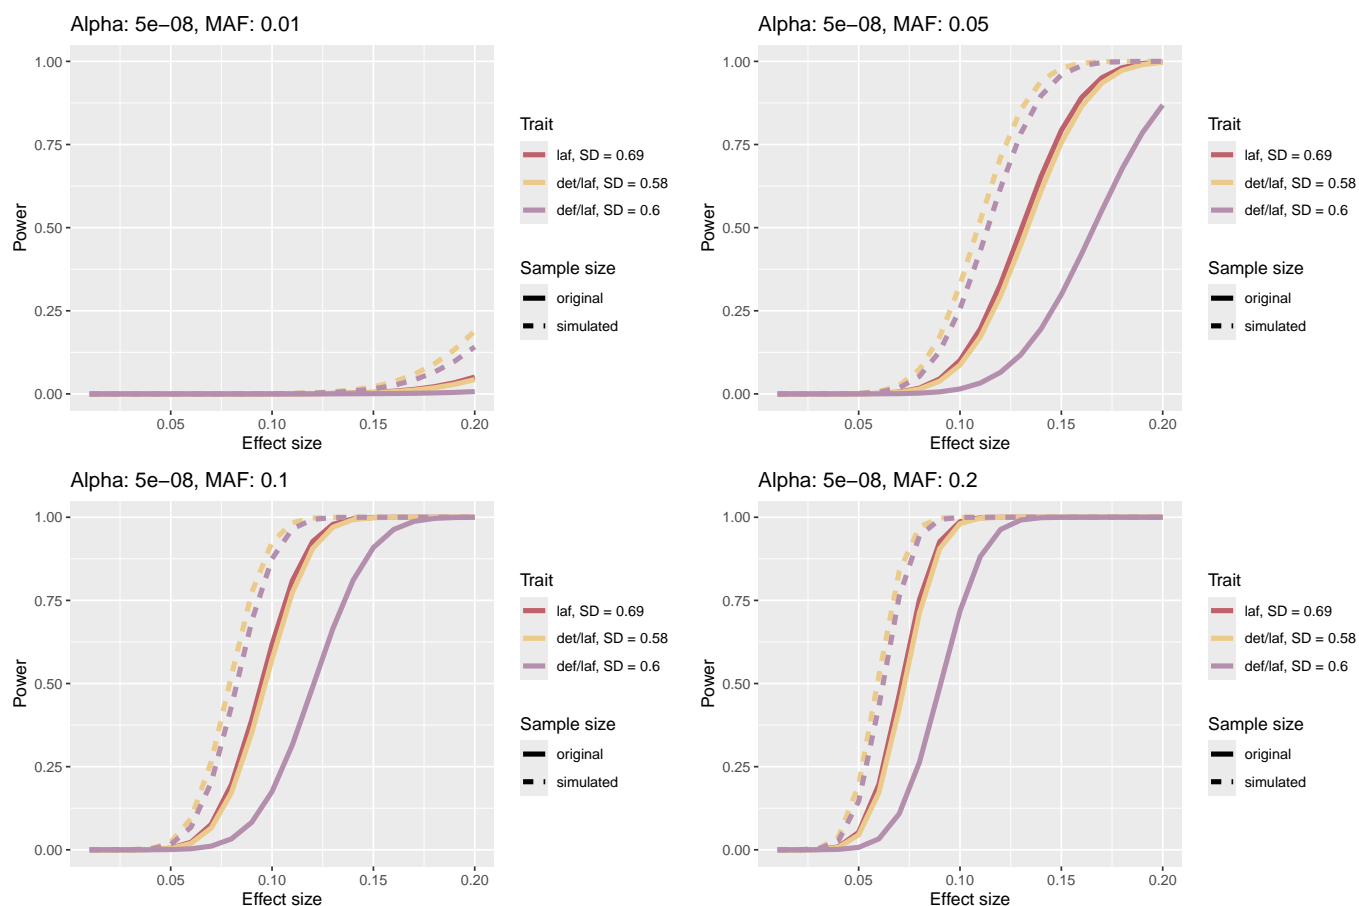 Alpha: 5e−08, MAF: 0.01
1.00
0.75
0.50
0.25
0.00
Power
0.05 0.10 0.15 0.20
Effect size
Trait
laf, SD = 0.69
det/laf, SD = 0.58
def/laf, SD = 0.6
Sample size
original
simulated
Alpha: 5e−08, MAF: 0.05
1.00
0.75
0.50
0.25
0.00
Power
0.05 0.10 0.15 0.20
Effect size
Trait
laf, SD = 0.69
det/laf, SD = 0.58
def/laf, SD = 0.6
Sample size
original
simulated
Alpha: 5e−08, MAF: 0.1
1.00
0.75
0.50
0.25
0.00
Power
0.05 0.10 0.15 0.20
Effect size
Trait
laf, SD = 0.69
det/laf, SD = 0.58
def/laf, SD = 0.6
Sample size
original
simulated
Alpha: 5e−08, MAF: 0.2
1.00
0.75
0.50
0.25
0.00
Power
0.05 0.10 0.15 0.20
Effect size
Trait
laf, SD = 0.69
det/laf, SD = 0.58
def/laf, SD = 0.6
Sample size
original
simulated